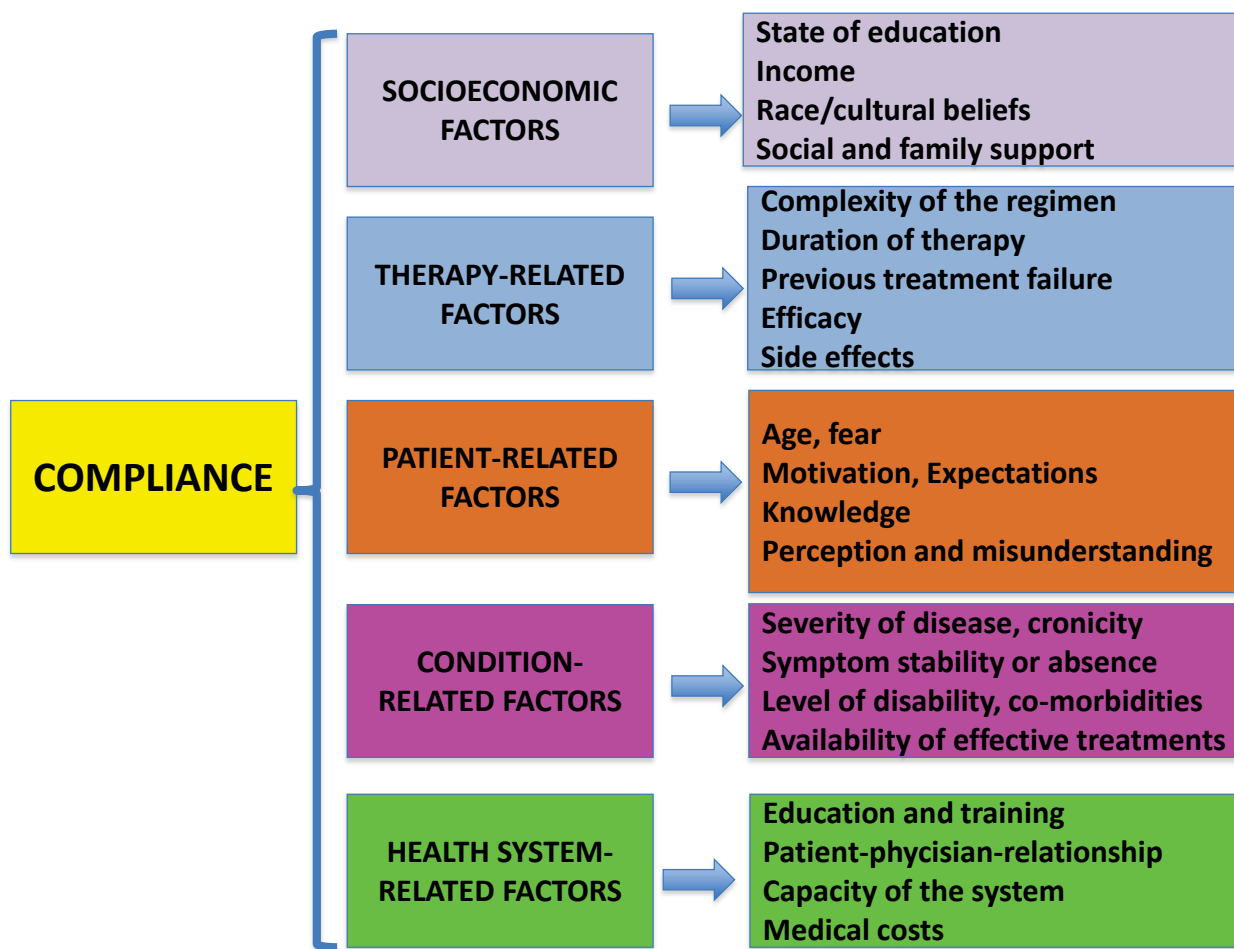 COMPLIANCE
SOCIOECONOMIC
FACTORS
State of education
Income
Race/cultural beliefs
Social and family support
THERAPY-RELATED
FACTORS
Complexity of the regimen
Duration of therapy
Previous treatment failure
Efficacy
Side effects
PATIENT-RELATED
FACTORS
Age, fear
Motivation, Expectations
Knowledge
Perception and misunderstanding
CONDITION-
RELATED FACTORS
Severity of disease, cronicity
Symptom stability or absence
Level of disability, co-morbidities
Availability of effective treatments
HEALTH SYSTEM-
RELATED FACTORS
Education and training
Patient-phycisian-relationship
Capacity of the system
Medical costs